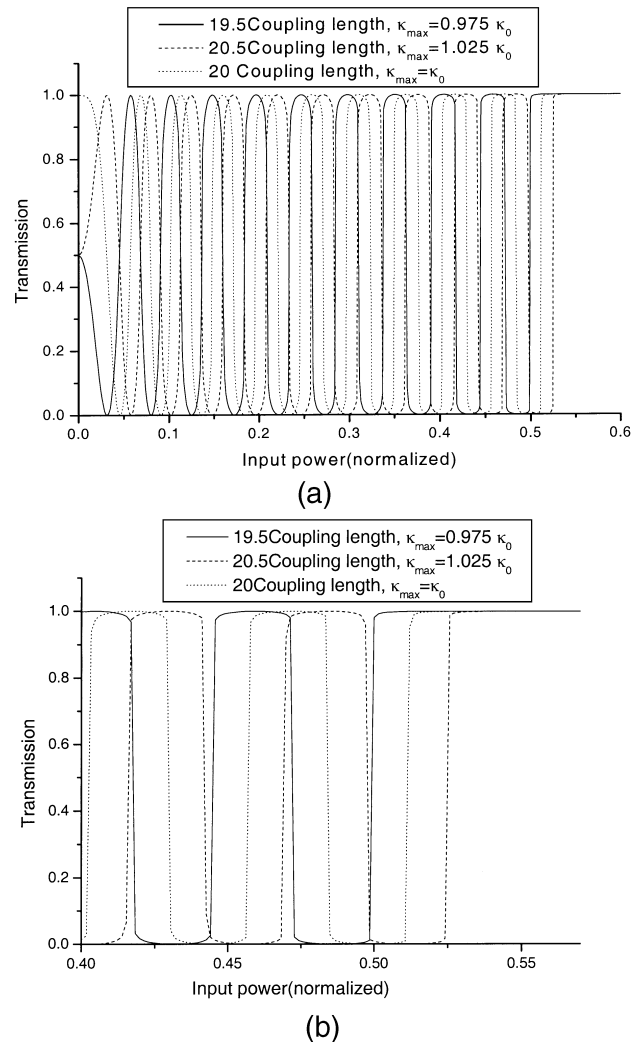 19.5Coupling length, κmax=0.975 κ0
20.5Coupling length, κmax=1.025 κ0
20 Coupling length, κmax=κ0
1.0
0.8
0.6
0.4
0.2
0.0
Transmission
0.0 0.1 0.2 0.3 0.4 0.5 0.6
Input power(normalized)
(a)
19.5Coupling length, κmax=0.975 κ0
20.5Coupling length, κmax=1.025 κ0
20Coupling length, κmax=κ0
1.0
0.8
0.6
0.4
0.2
0.0
Transmission
0.40 0.45 0.50 0.55
Input power(normalized)
(b)